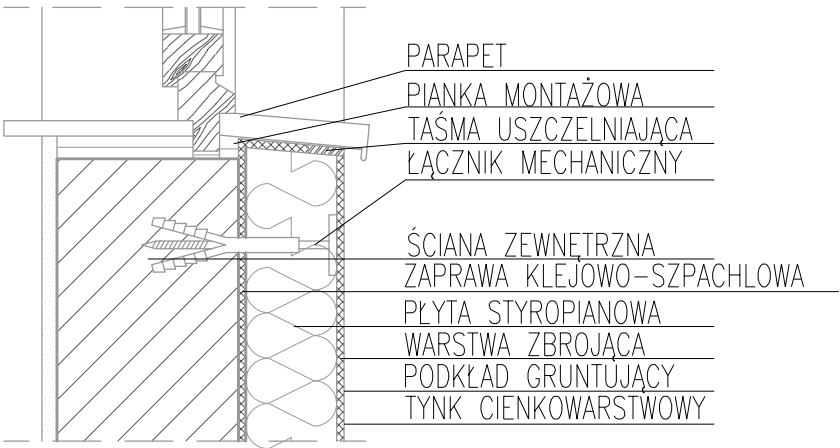 PARAPET
PIANKA MONTAŻOWA
TAŚMA USZCZELNIAJĄCA
ŁĄCZNIK MECHANICZNY
ŚCIANA ZEWNĘTRZNA
ZAPRAWA KLEJOWO-SZPACHLOWA
PŁYTA STYROPIANOWA
WARSTWA ZBROJĄCA
PODKŁAD GRUNTUJĄCY
TYNK CIENKOWARSTWOWY